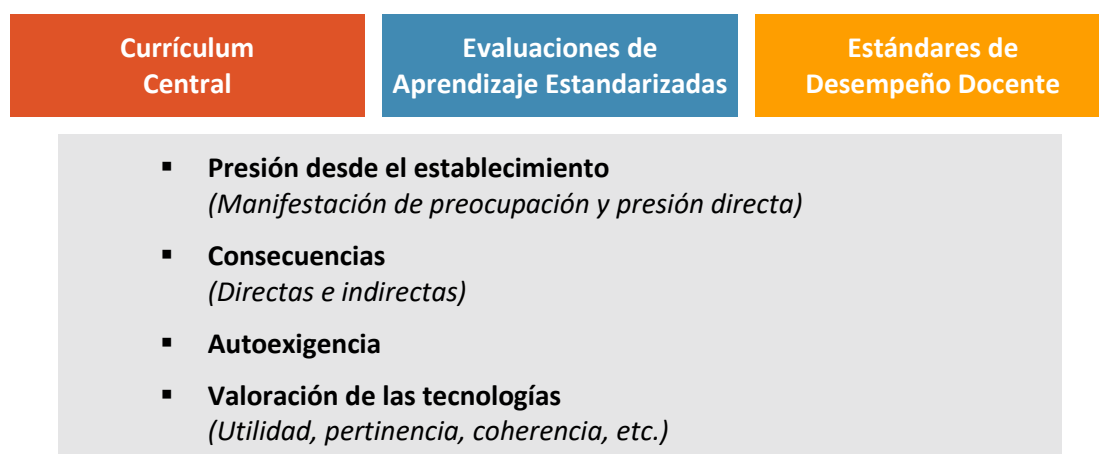 Currículum
Central
Evaluaciones de
Aprendizaje Estandarizadas
Estándares de
Desempeño Docente
▪ Presión desde el establecimiento
(Manifestación de preocupación y presión directa)
▪ Consecuencias
(Directas e indirectas)
▪ Autoexigencia
▪ Valoración de las tecnologías
(Utilidad, pertinencia, coherencia, etc.)